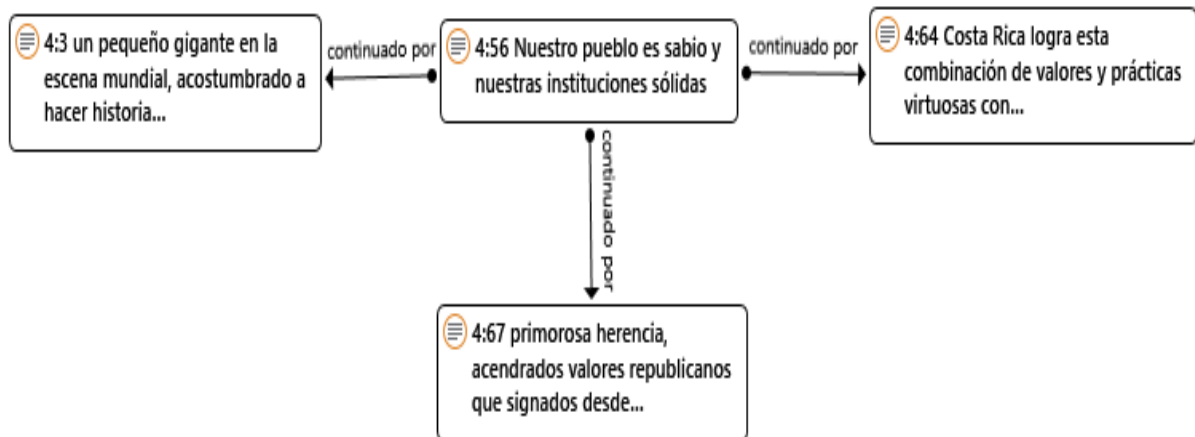 4:3 un pequeño gigante en la
escena mundial, acostumbrado a
hacer historia...
continuado por
4:56 Nuestro pueblo es sabio y
nuestras instituciones sólidas
continuado por
4:64 Costa Rica logra esta
combinación de valores y prácticas
virtuosas con...
continuado por
4:67 primorosa herencia,
acendrados valores republicanos
que signados desde...